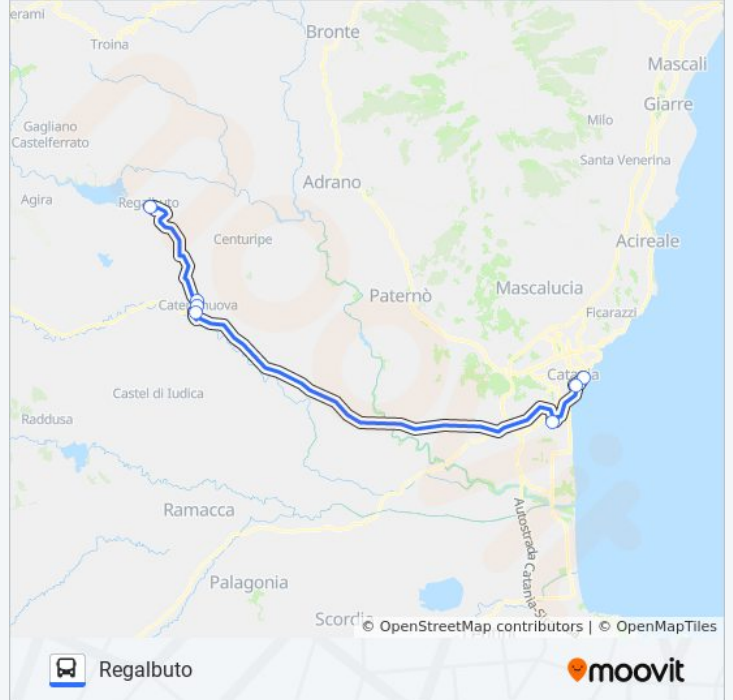 erami
Troina
Bronte
Mascali
Giarre
Milo
Gagliano
Castelferrato
Santa Venerina
Adrano
Agira
Regalbuto
Centuripe
Acireale
Mascalucia
Paternò
Catenanuova
Ficarazzi
Catania
Castel di Iudica
Raddusa
Ramacca
Autostrada Catania-Si
Palagonia
Scordia
© OpenStreetMap contributors | © OpenMapTiles
Regalbuto
moovit